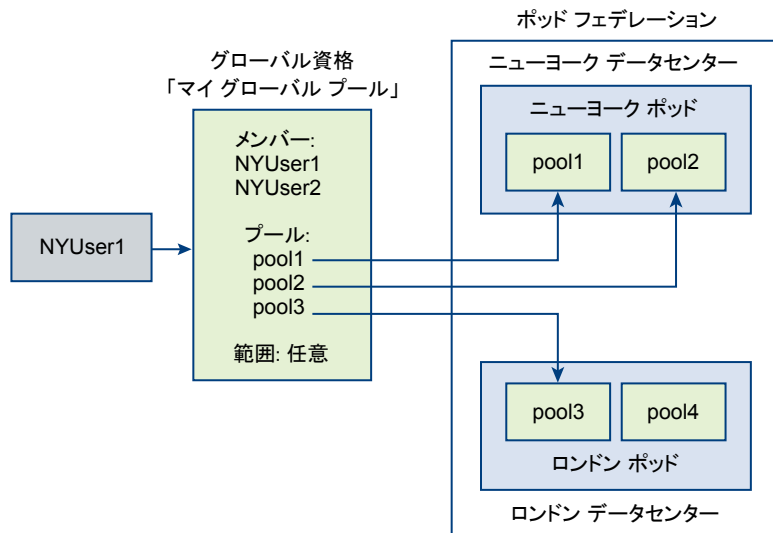 ポッド フェデレーション
グローバル資格
「マイ グローバル プール」
ニューヨーク データセンター
ニューヨーク ポッド
pool1
pool2
メンバー:
NYUser1
NYUser2
NYUser1
プール:
pool1
pool2
pool3
範囲: 任意
pool3
pool4
ロンドン ポッド
ロンドン データセンター